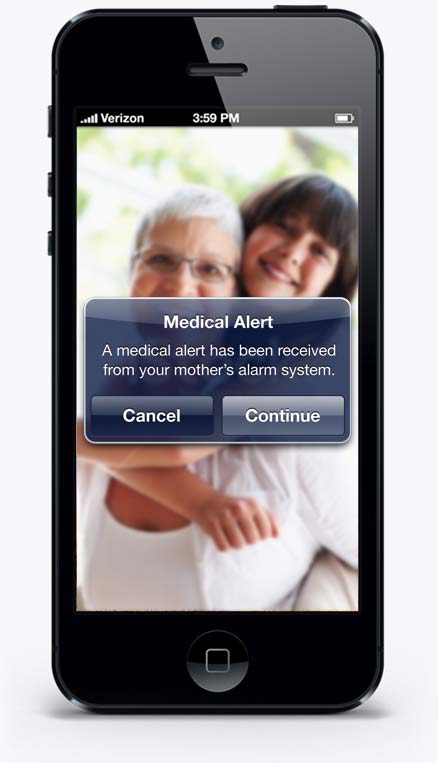 Verizon 3:59 PM
Medical Alert
A medical alert has been received
from your mother's alarm system.
Cancel Continue